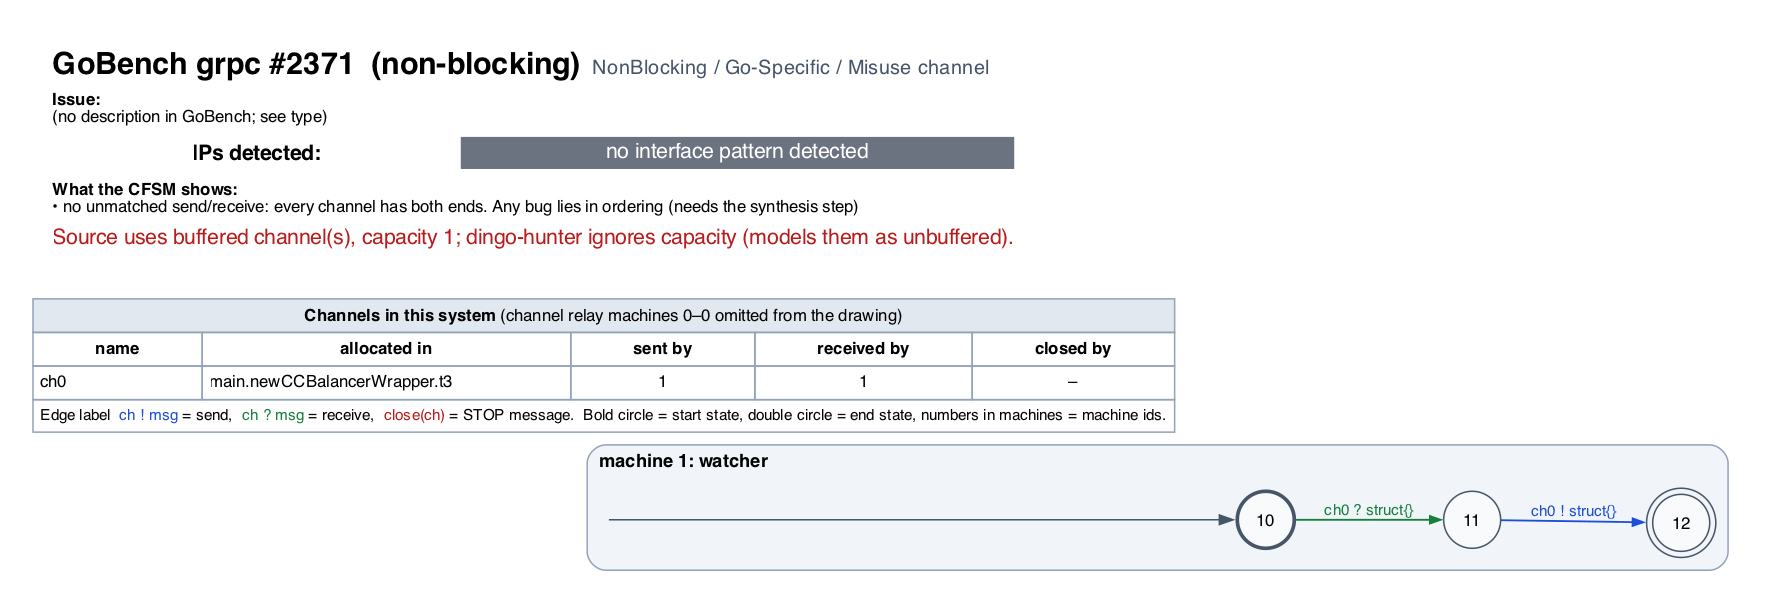 GoBench grpc #2371 (non-blocking) NonBlocking / Go-Specific / Misuse channel
Issue:
(no description in GoBench; see type)
IPs detected: no interface pattern detected
What the CFSM shows:
• no unmatched send/receive: every channel has both ends. Any bug lies in ordering (needs the synthesis step)
Source uses buffered channel(s), capacity 1; dingo-hunter ignores capacity (models them as unbuffered).
Channels in this system (channel relay machines 0–0 omitted from the drawing)
name allocated in sent by received by closed by
ch0 main.newCCBalancerWrapper.t3 1 1 –
Edge label ch ! msg = send, ch ? msg = receive, close(ch) = STOP message. Bold circle = start state, double circle = end state, numbers in machines = machine ids.
machine 1: watcher
10 ch0 ? struct{} 11 ch0 ! struct{} 12